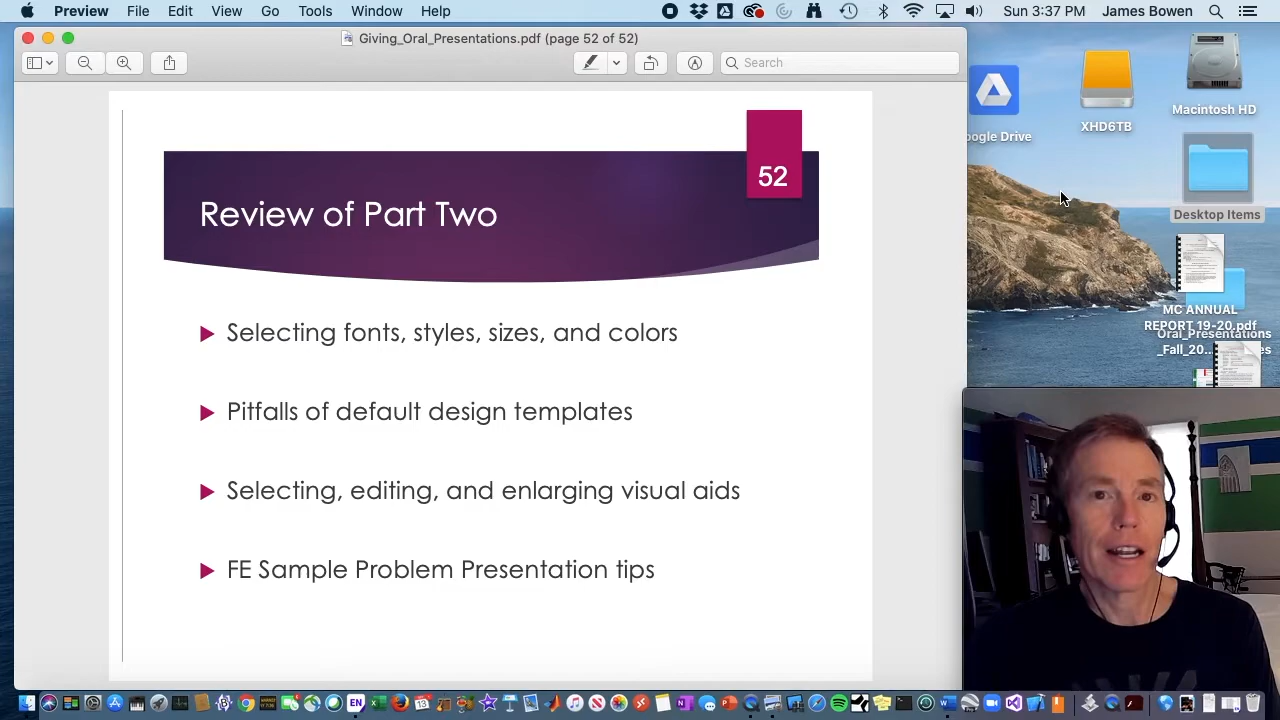 Preview File Edit View Go Tools Window Help Sun 3:37 PM James Bowen
Giving_Oral_Presentations.pdf (page 52 of 52)
Search
52
Review of Part Two
Selecting fonts, styles, sizes, and colors
Pitfalls of default design templates
Selecting, editing, and enlarging visual aids
FE Sample Problem Presentation tips
oogle Drive
XHD6TB
Macintosh HD
Desktop Items
MC ANNUAL
REPORT 19-20.pdf
Oral_Presentations
_Fall_20...
EN